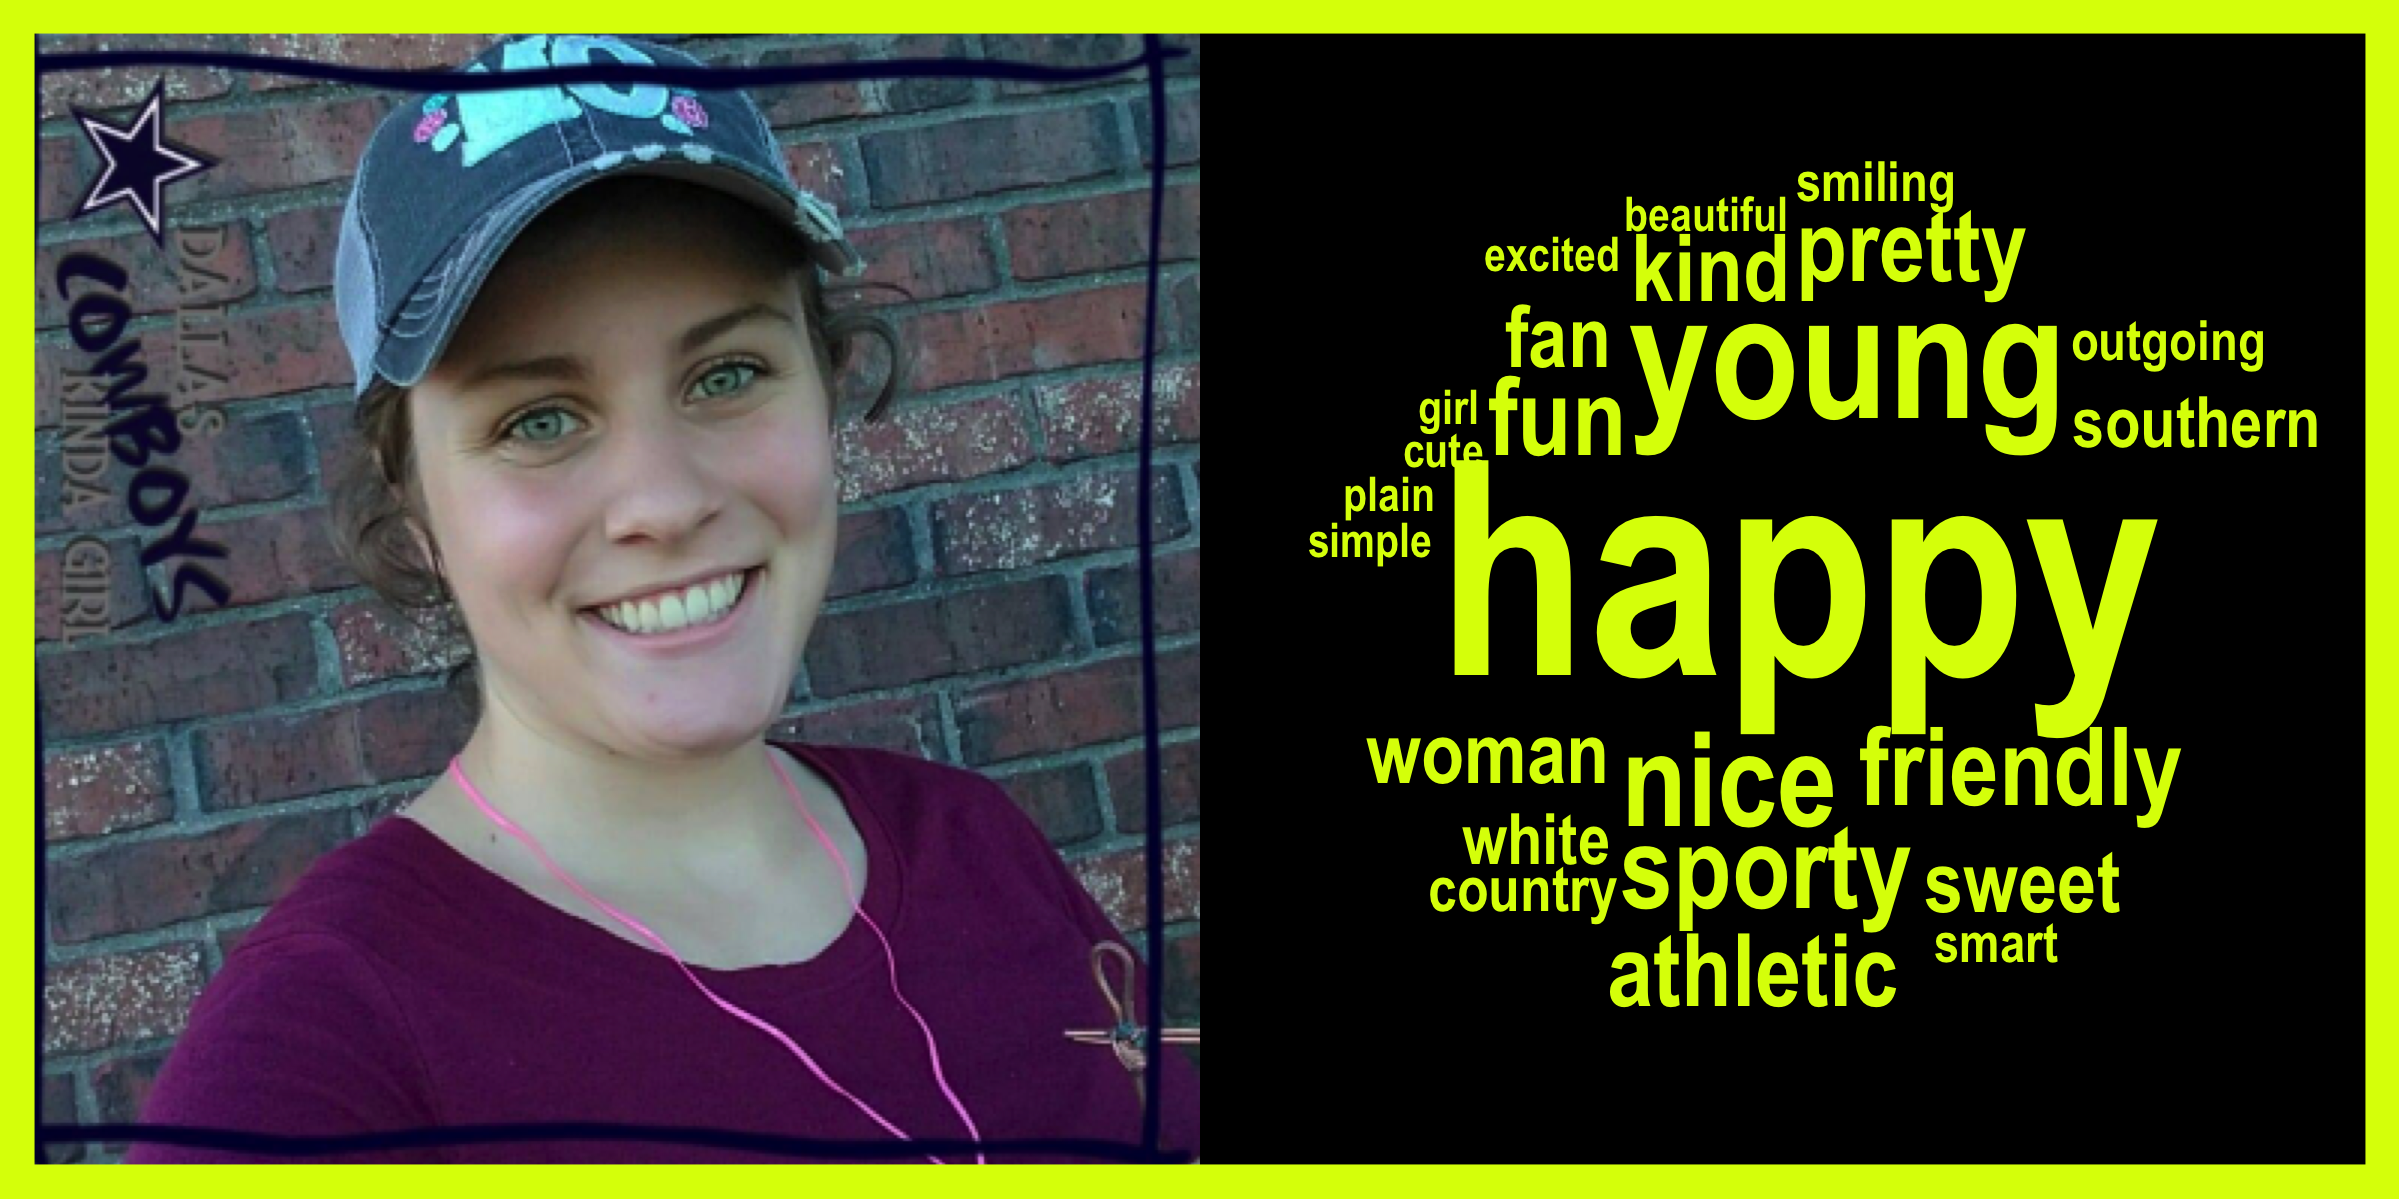 DALLAS
COWBOYS
KINDA GIRL
smiling
beautiful
excited
kind
pretty
fan
young
outgoing
girl
fun
southern
cute
plain
simple
happy
woman
nice
friendly
white
sporty
sweet
country
smart
athletic